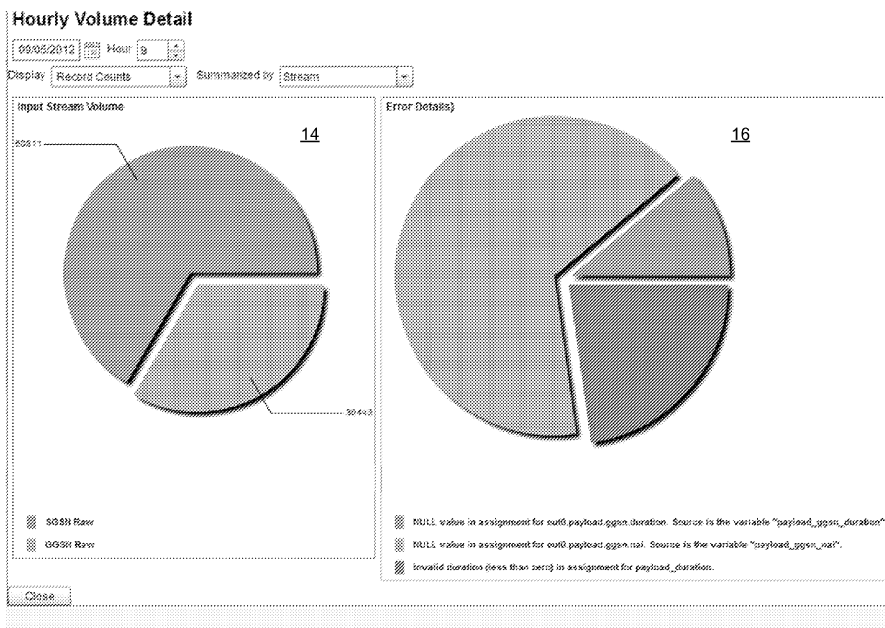 Hourly Volume Detail
09/05/2012 Hour 9
Display Record Counts Summarized by Stream
Input Stream Volume
14
Error Details)
16
SGSN Raw
GGSN Raw
NULL value in assignment for out0.payload.ggsn.duration. Source is the variable "payload_ggsn_duration"
NULL value in assignment for out0.payload.ggsn.nai. Source is the variable "payload_ggsn_nai".
Invalid duration (less than zero) in assignment for payload_duration.
Close